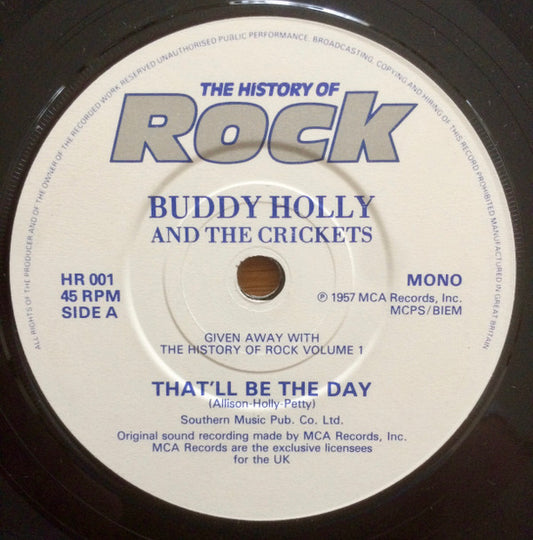 ALL RIGHTS OF THE PRODUCER AND OF THE OWNER OF THE RECORDED WORK RESERVED UNAUTHORISED PUBLIC PERFORMANCE, BROADCASTING, COPYING AND HIRING OF THIS RECORD PROHIBITED MANUFACTURED IN GREAT BRITAIN
THE HISTORY OF
Rock
BUDDY HOLLY
AND THE CRICKETS
HR 001
45 RPM
SIDE A
MONO
℗ 1957 MCA Records, Inc.
MCPS/BIEM
GIVEN AWAY WITH
THE HISTORY OF ROCK VOLUME 1
THAT'LL BE THE DAY
(Allison-Holly-Petty)
Southern Music Pub. Co. Ltd.
Original sound recording made by MCA Records, Inc.
MCA Records are the exclusive licensees
for the UK